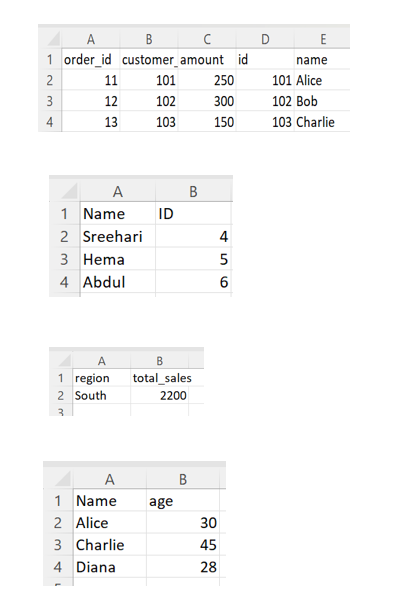 A B C D E
1 order_id customer_ amount id name
2 11 101 250 101 Alice
3 12 102 300 102 Bob
4 13 103 150 103 Charlie
A B
1 Name ID
2 Sreehari 4
3 Hema 5
4 Abdul 6
A B
1 region total_sales
2 South 2200
3
A B
1 Name age
2 Alice 30
3 Charlie 45
4 Diana 28